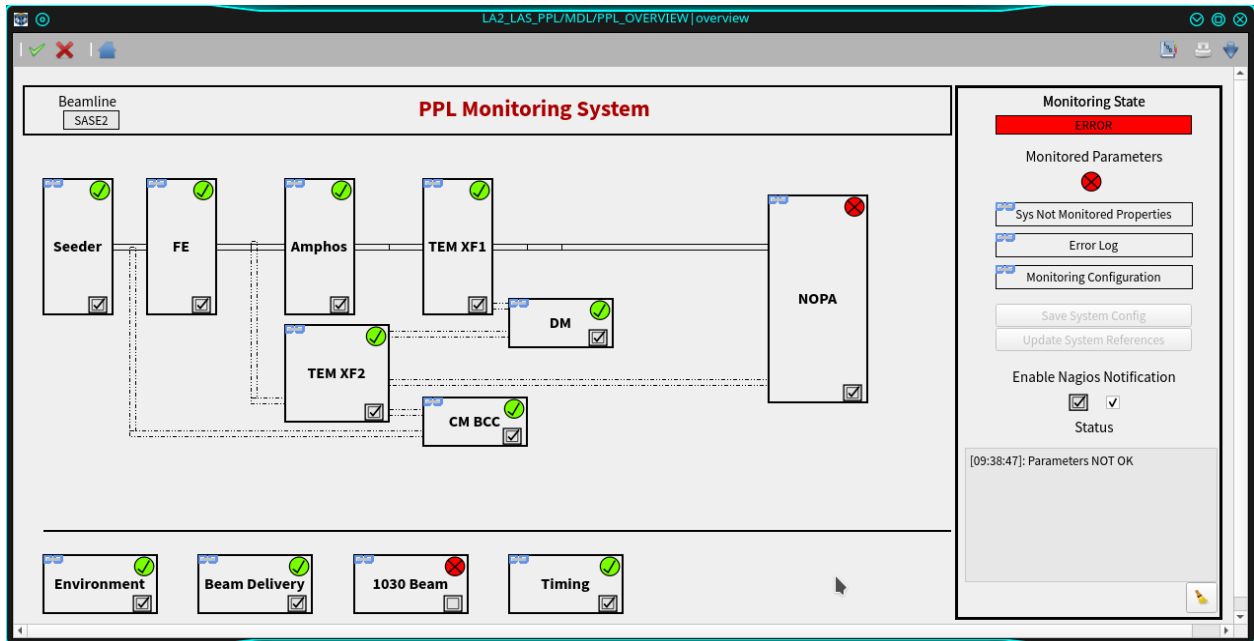 LA2_LAS_PPL/MDL/PPL_OVERVIEW|overview
Beamline
SASE2
PPL Monitoring System
Seeder
FE
Amphos
TEM XF1
NOPA
DM
TEM XF2
CM BCC
Environment
Beam Delivery
1030 Beam
Timing
Monitoring State
ERROR
Monitored Parameters
Sys Not Monitored Properties
Error Log
Monitoring Configuration
Save System Config
Update System References
Enable Nagios Notification
Status
[09:38:47]: Parameters NOT OK